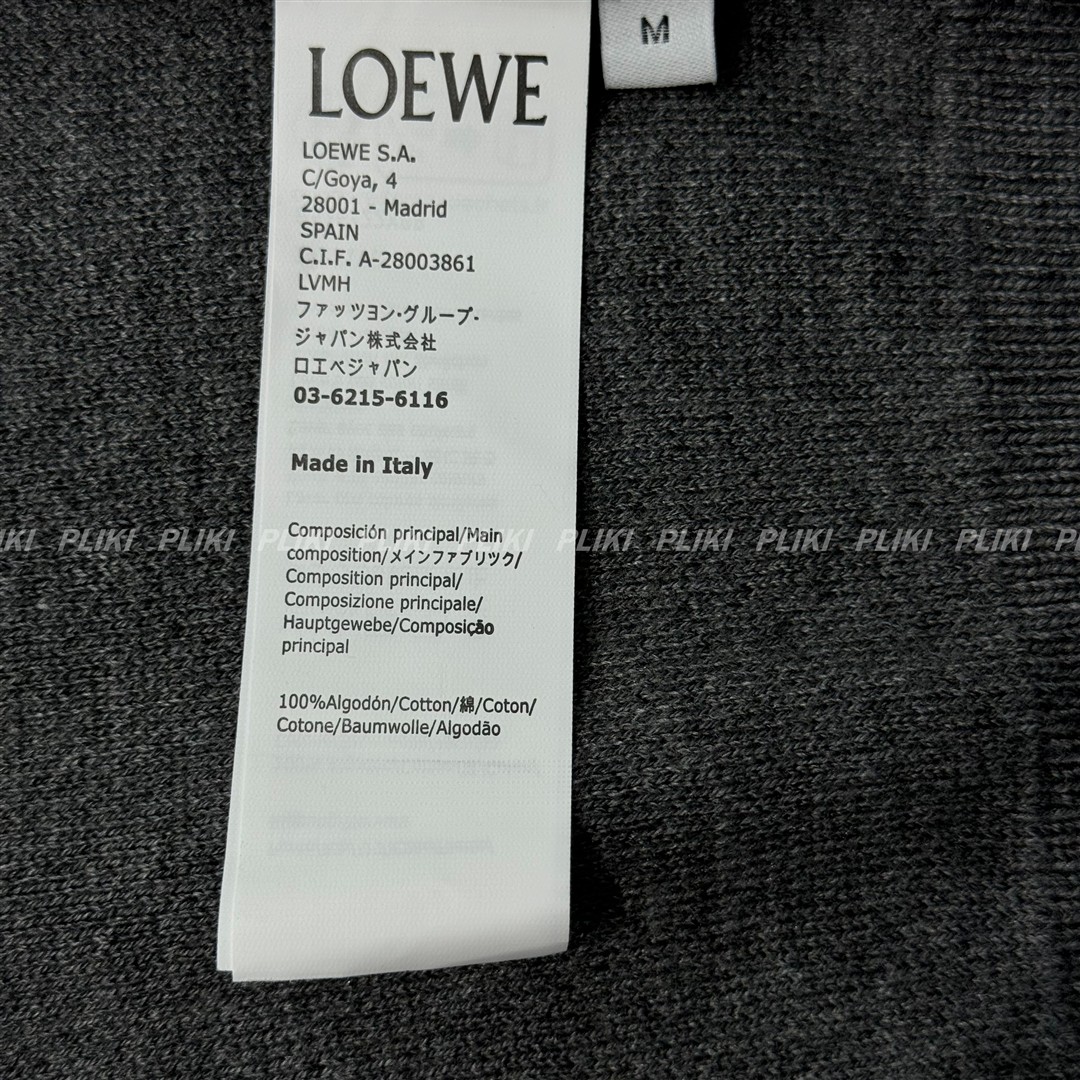 LOEWE
M
LOEWE S.A.
C/Goya, 4
28001 - Madrid
SPAIN
C.I.F. A-28003861
LVMH
ファッツヨン·グループ-
ジャパン株式会社
ロエベジャパン
03-6215-6116
Made in Italy
PLIKI PLIKI PLIKI PLIKI PLIKI PLIKI PLIKI PLIKI PLIKI PLIKI
Composición principal/Main
composition/メインファブリツク/
Composition principal/
Composizione principale/
Hauptgewebe/Composição
principal
100%Algodón/Cotton/綿/Coton/
Cotone/Baumwolle/Algodão